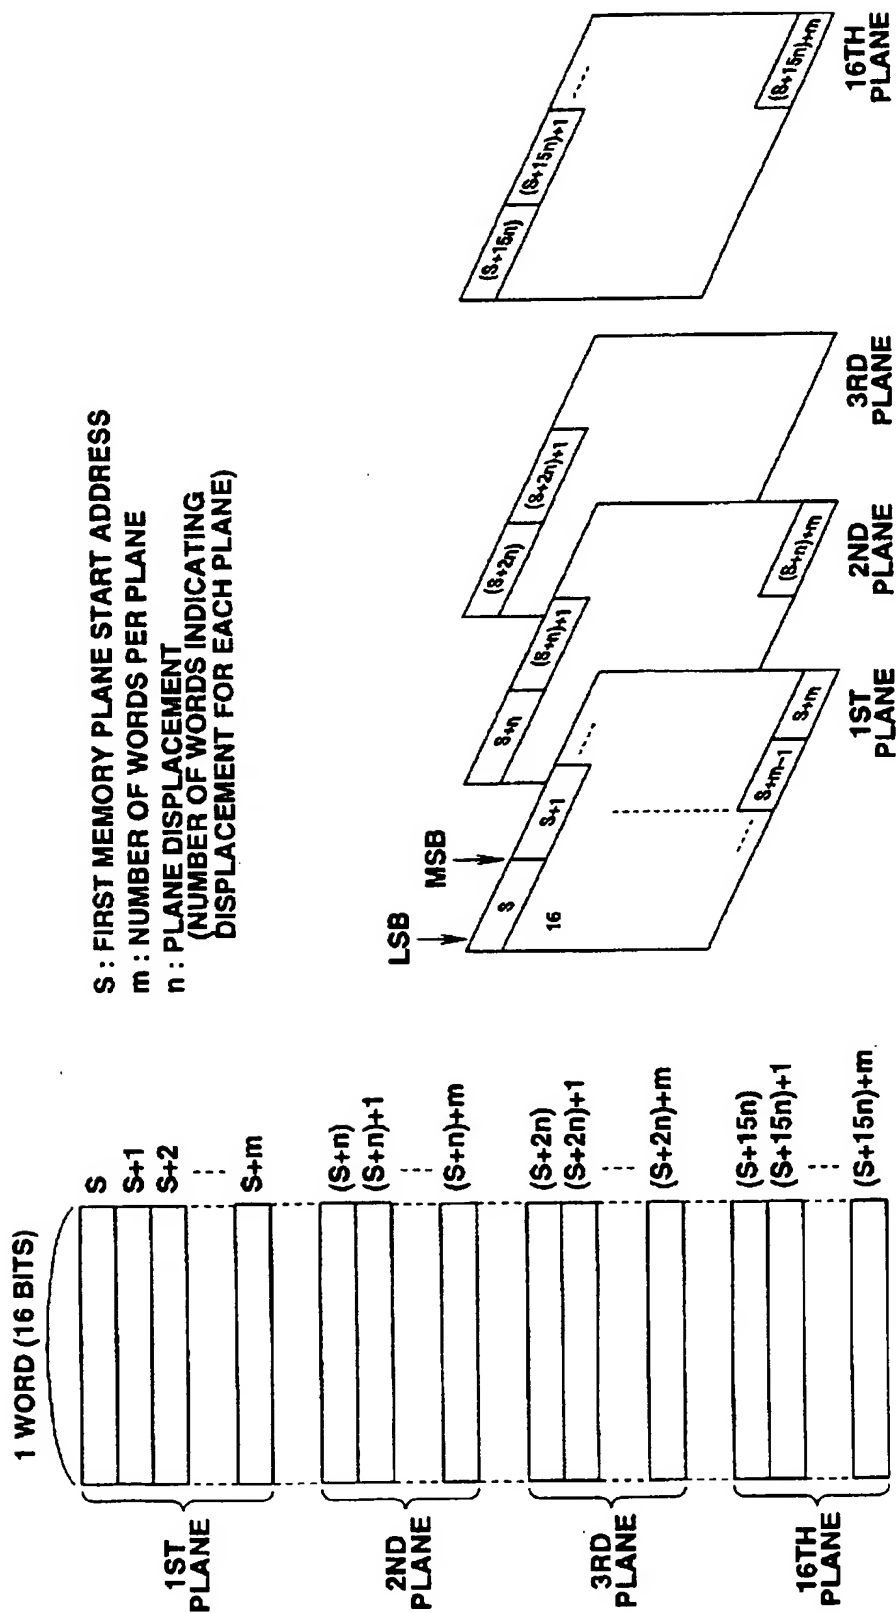 1 WORD (16 BITS)
S
S+1
S+2
S+m
1ST
PLANE
(S+n)
(S+n)+1
(S+n)+m
2ND
PLANE
(S+2n)
(S+2n)+1
(S+2n)+m
3RD
PLANE
(S+15n)
(S+15n)+1
(S+15n)+m
16TH
PLANE
S : FIRST MEMORY PLANE START ADDRESS
m : NUMBER OF WORDS PER PLANE
n : PLANE DISPLACEMENT
(NUMBER OF WORDS INDICATING
DISPLACEMENT FOR EACH PLANE)
LSB
MSB
S
S+1
16
S+m-1
S+m
1ST
PLANE
S+n
(S+n)+1
(S+n)+m
2ND
PLANE
(S+2n)
(S+2n)+1
3RD
PLANE
(S+15n)
(S+15n)+1
(S+15n)+m
16TH
PLANE